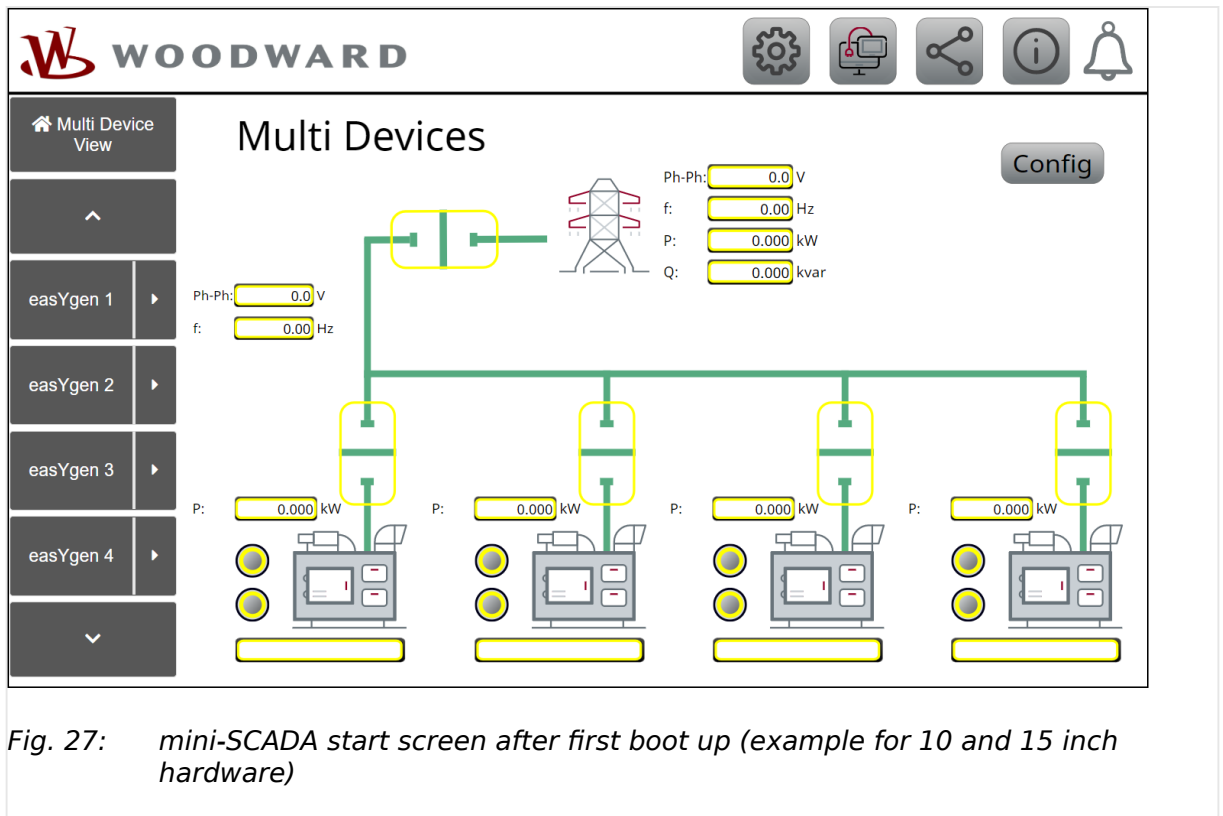 WOODWARD
Multi Device
View
Multi Devices
Config
Ph-Ph: 0.0 V
f: 0.00 Hz
P: 0.000 kW
Q: 0.000 kvar
easYgen 1
Ph-Ph: 0.0 V
f: 0.00 Hz
easYgen 2
easYgen 3
P: 0.000 kW P: 0.000 kW P: 0.000 kW P: 0.000 kW
easYgen 4
Fig. 27: mini-SCADA start screen after first boot up (example for 10 and 15 inch
hardware)